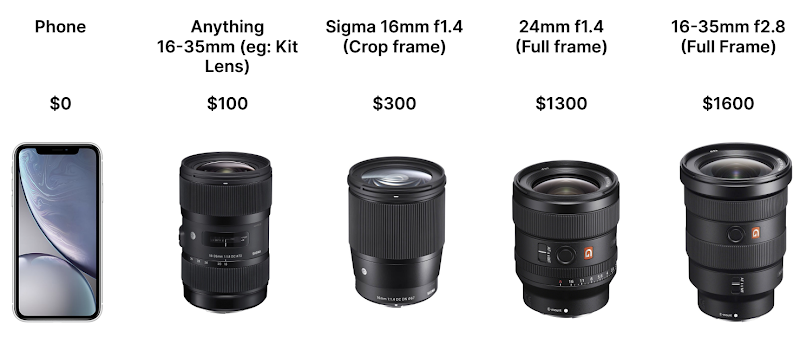 Phone
Anything
16-35mm (eg: Kit
Lens)
Sigma 16mm f1.4
(Crop frame)
24mm f1.4
(Full frame)
16-35mm f2.8
(Full Frame)
$0
$100
$300
$1300
$1600
G
G